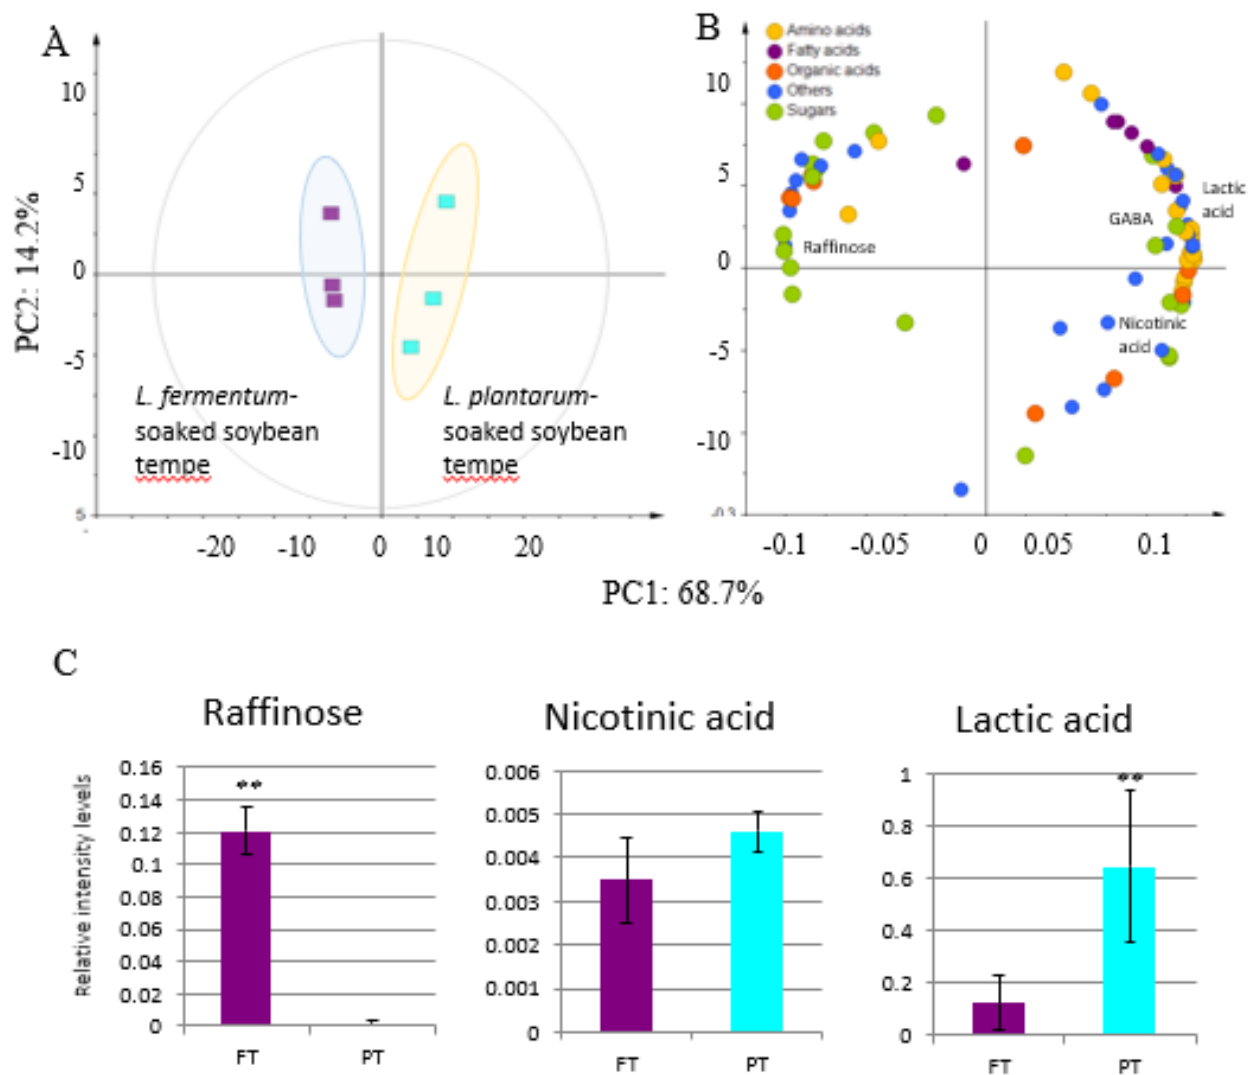 A
10
5
0
-5
-10
5
PC2: 14.2%
L. fermentum-
soaked soybean
tempe
L. plantarum-
soaked soybean
tempe
-20 -10 0 10 20
B
Amino acids
Fatty acids
Organic acids
Others
Sugars
10
5
0
-5
-10
-0.3
Raffinose
GABA
Lactic
acid
Nicotinic
acid
-0.1 -0.05 0 0.05 0.1
PC1: 68.7%
C
Raffinose
Relative intensity levels
0.16
0.14
0.12
0.1
0.08
0.06
0.04
0.02
0
**
FT PT
Nicotinic acid
0.006
0.005
0.004
0.003
0.002
0.001
0
FT PT
Lactic acid
1
0.8
0.6
0.4
0.2
0
**
FT PT